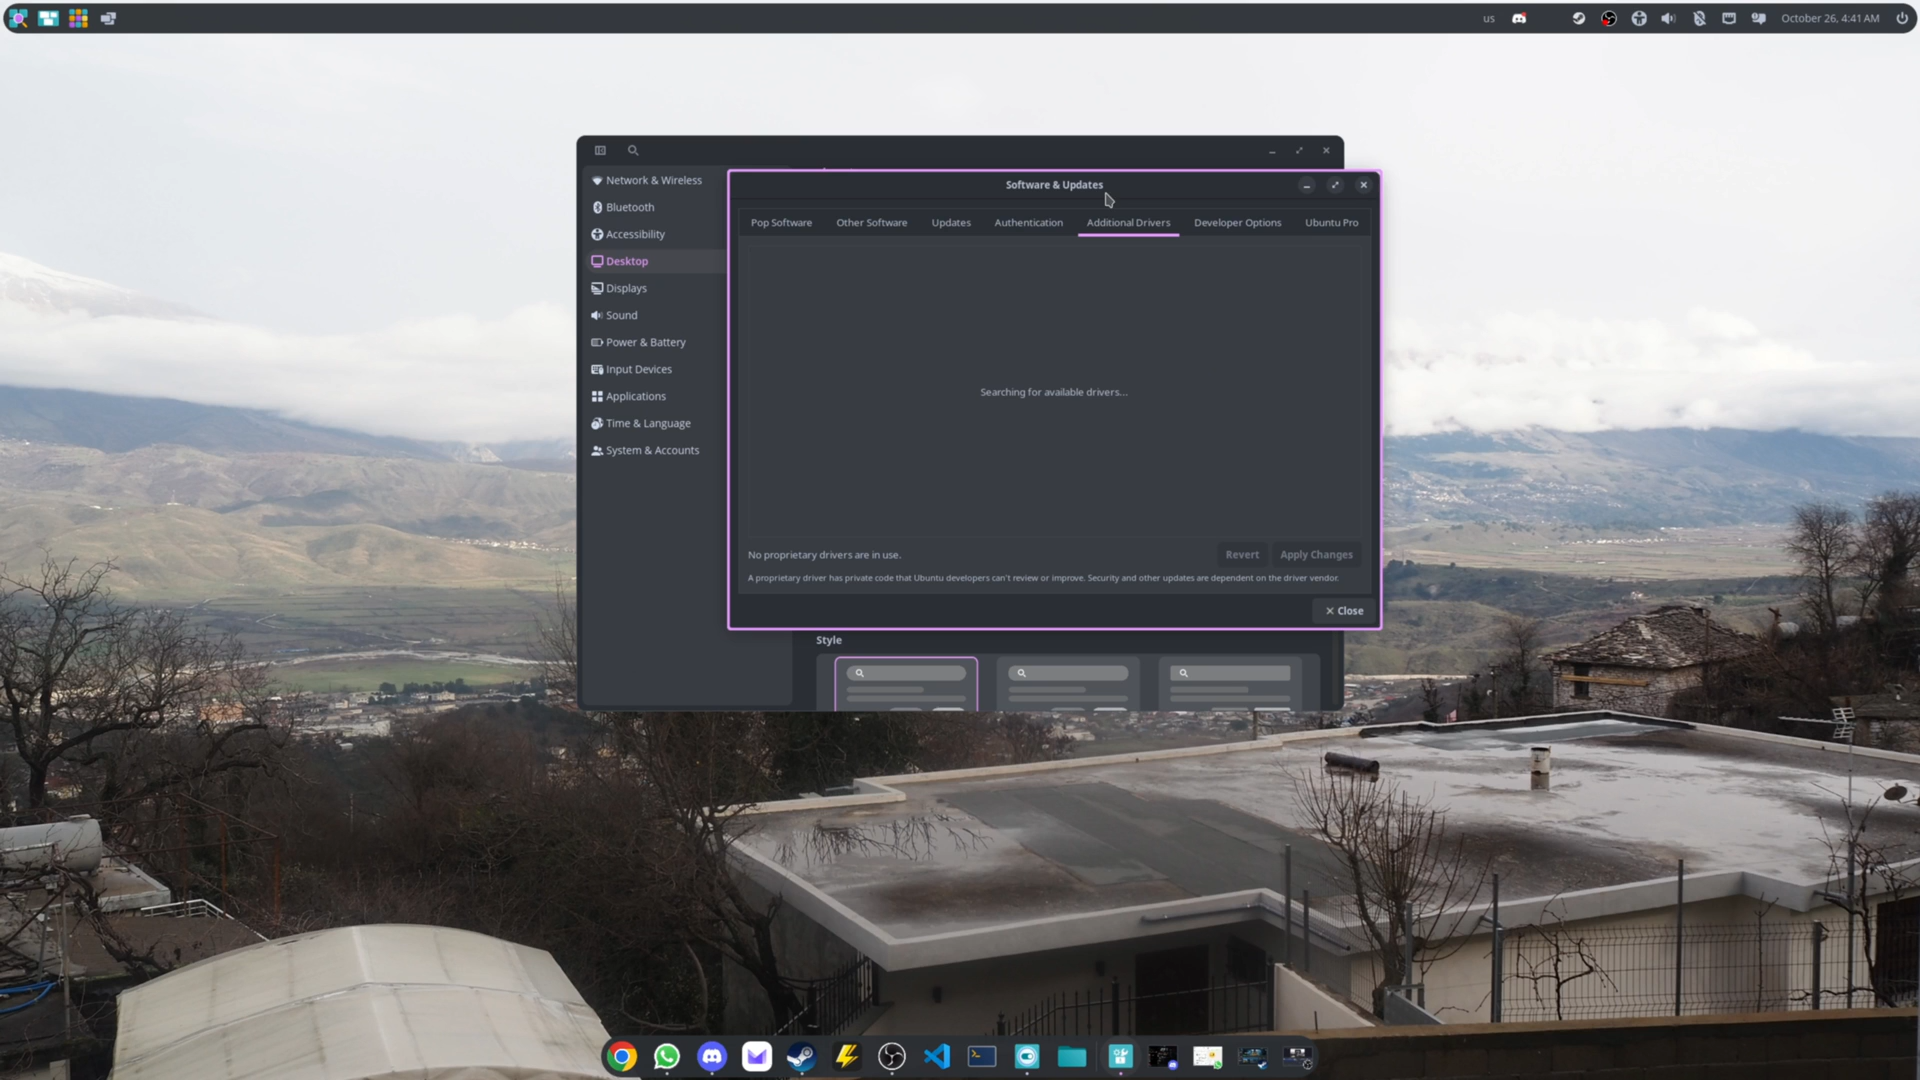 us
October 26, 4:41 AM
Network & Wireless
Bluetooth
Accessibility
Desktop
Displays
Sound
Power & Battery
Input Devices
Applications
Time & Language
System & Accounts
Software & Updates
Pop Software
Other Software
Updates
Authentication
Additional Drivers
Developer Options
Ubuntu Pro
Searching for available drivers...
No proprietary drivers are in use.
Revert
Apply Changes
A proprietary driver has private code that Ubuntu developers can't review or improve. Security and other updates are dependent on the driver vendor.
Close
Style